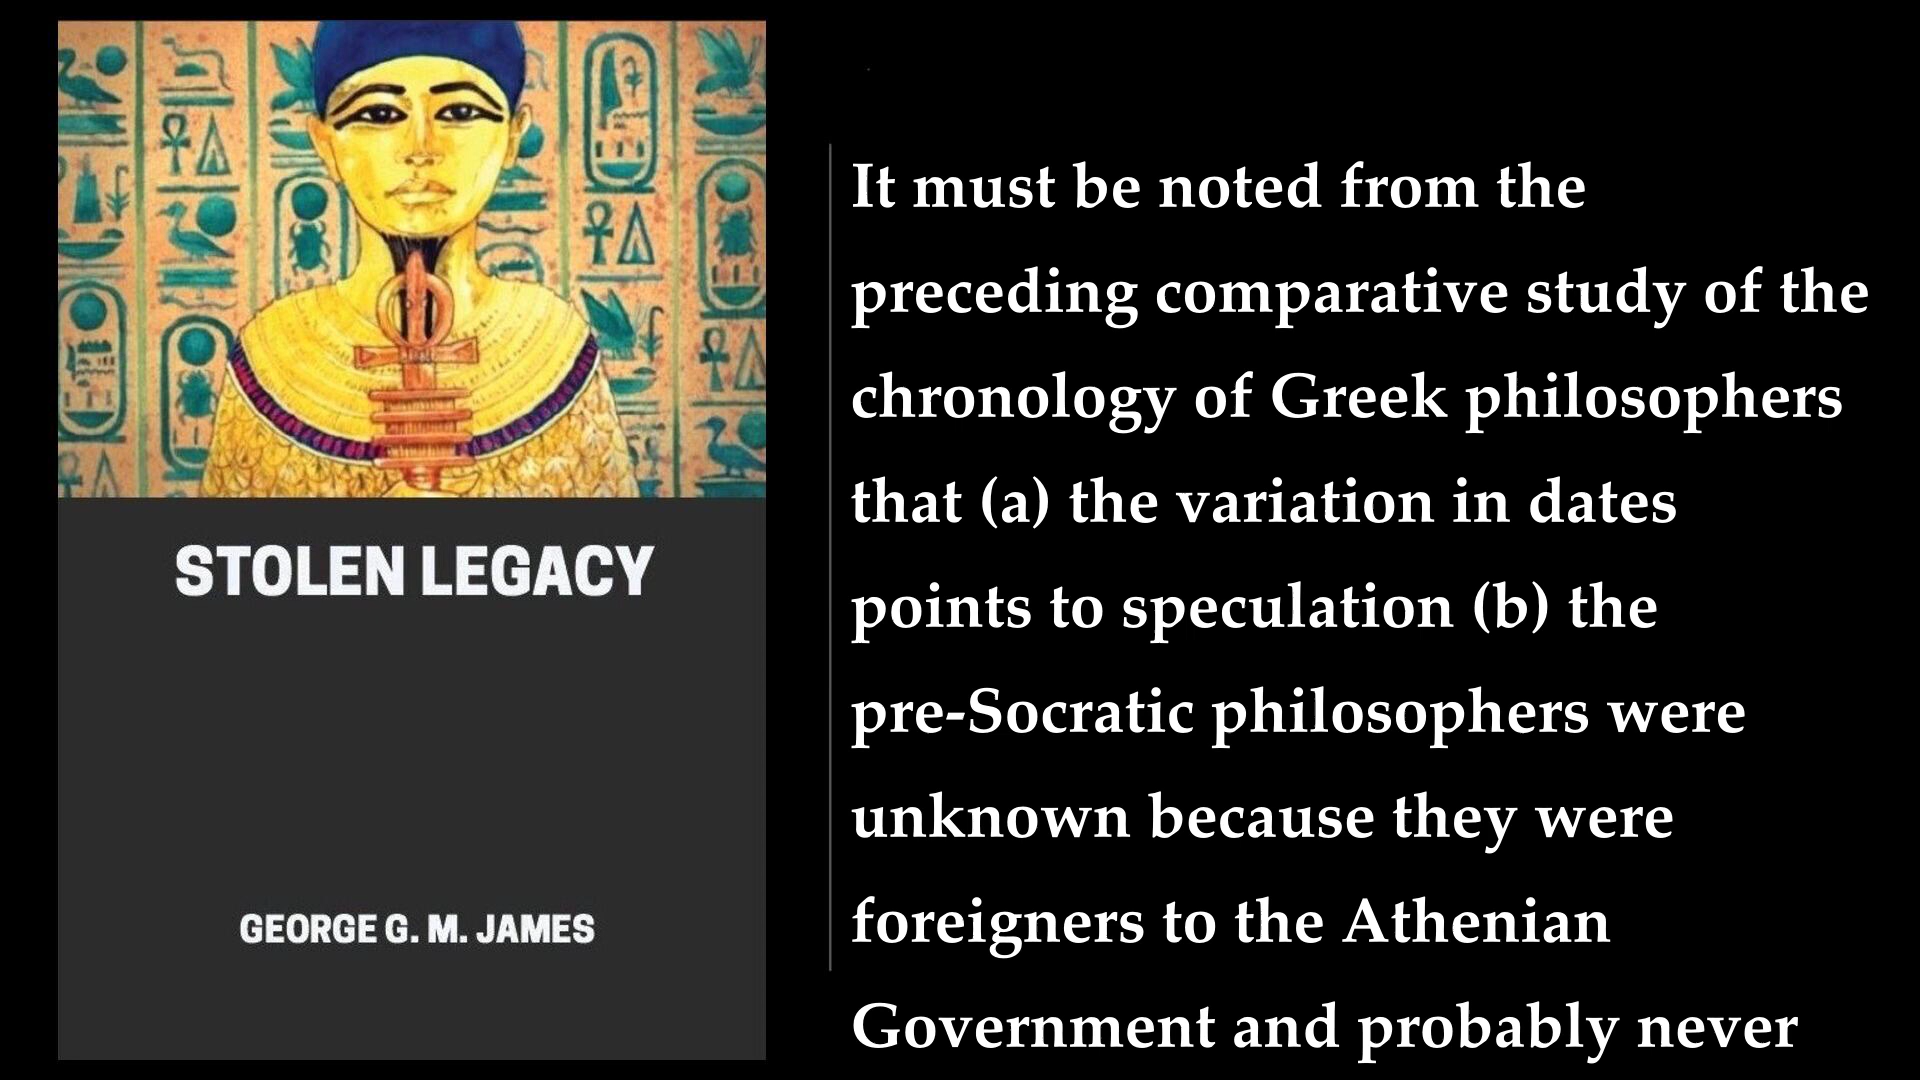 STOLEN LEGACY
GEORGE G. M. JAMES
It must be noted from the
preceding comparative study of the
chronology of Greek philosophers
that (a) the variation in dates
points to speculation (b) the
pre-Socratic philosophers were
unknown because they were
foreigners to the Athenian
Government and probably never